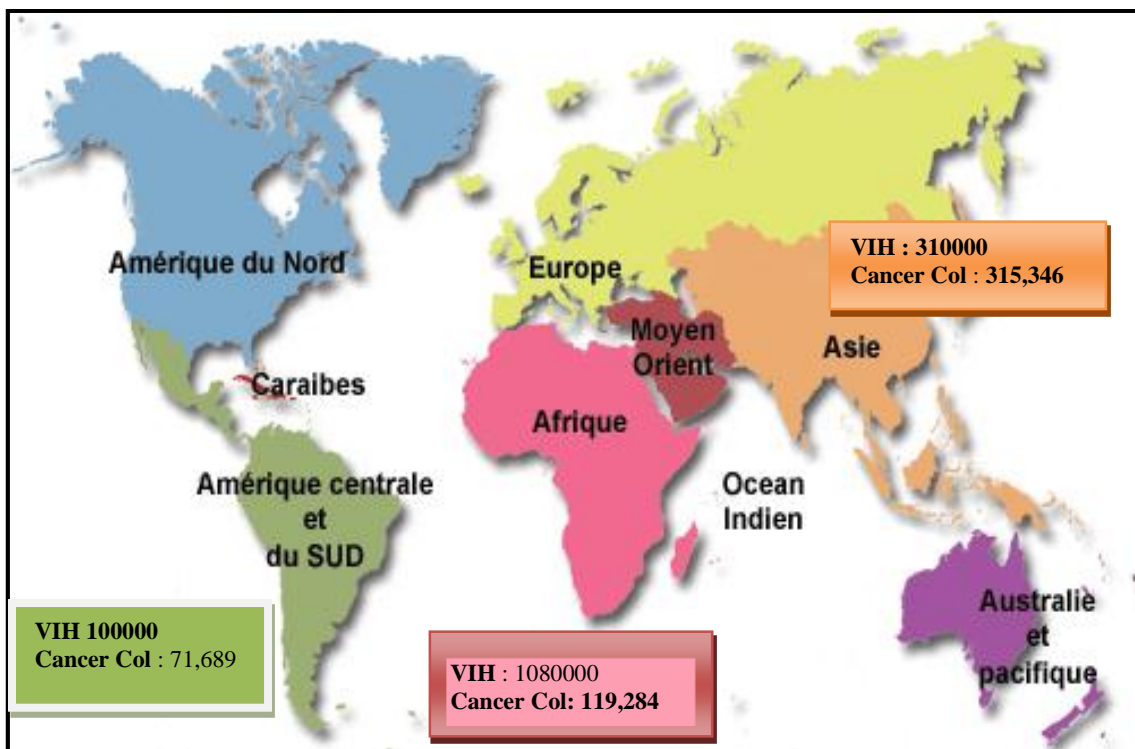 Amérique du Nord
Europe
VIH : 310000
Cancer Col : 315,346
Moyen
Orient
Asie
Caraibes
Afrique
Amérique centrale
et
du SUD
Ocean
Indien
Australie
et
pacifique
VIH 100000
Cancer Col : 71,689
VIH : 1080000
Cancer Col: 119,284